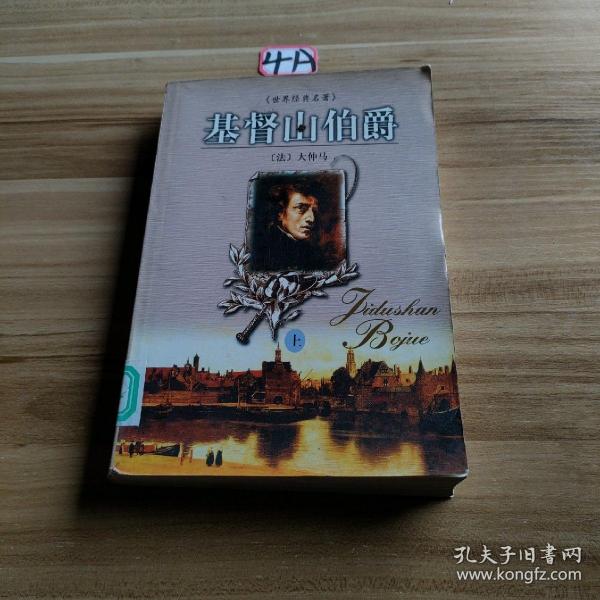 4A
《世界经典名著》
基督山伯爵
〔法〕大仲马
Jidushan
Bojue
上
孔夫子旧书网
www.kongfz.com